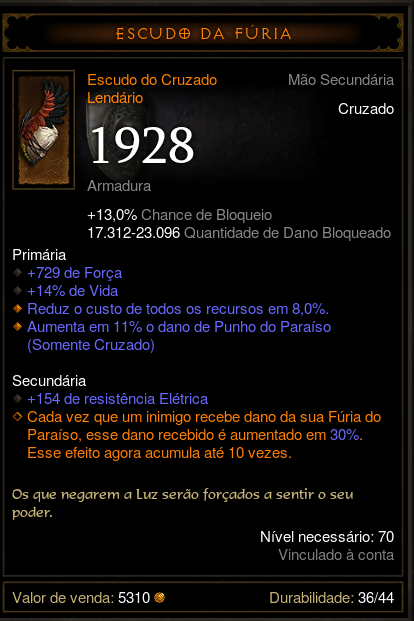 ESCUDO DA FÚRIA
Escudo do Cruzado
Mão Secundária
Lendário
Cruzado
1928
Armadura
+13,0% Chance de Bloqueio
17.312-23.096 Quantidade de Dano Bloqueado
Primária
+729 de Força
+14% de Vida
Reduz o custo de todos os recursos em 8,0%.
Aumenta em 11% o dano de Punho do Paraíso
(Somente Cruzado)
Secundária
+154 de resistência Elétrica
Cada vez que um inimigo recebe dano da sua Fúria do
Paraíso, esse dano recebido é aumentado em 30%.
Esse efeito agora acumula até 10 vezes.
Os que negarem a Luz serão forçados a sentir o seu
poder.
Nível necessário: 70
Vinculado à conta
Valor de venda: 5310
Durabilidade: 36/44